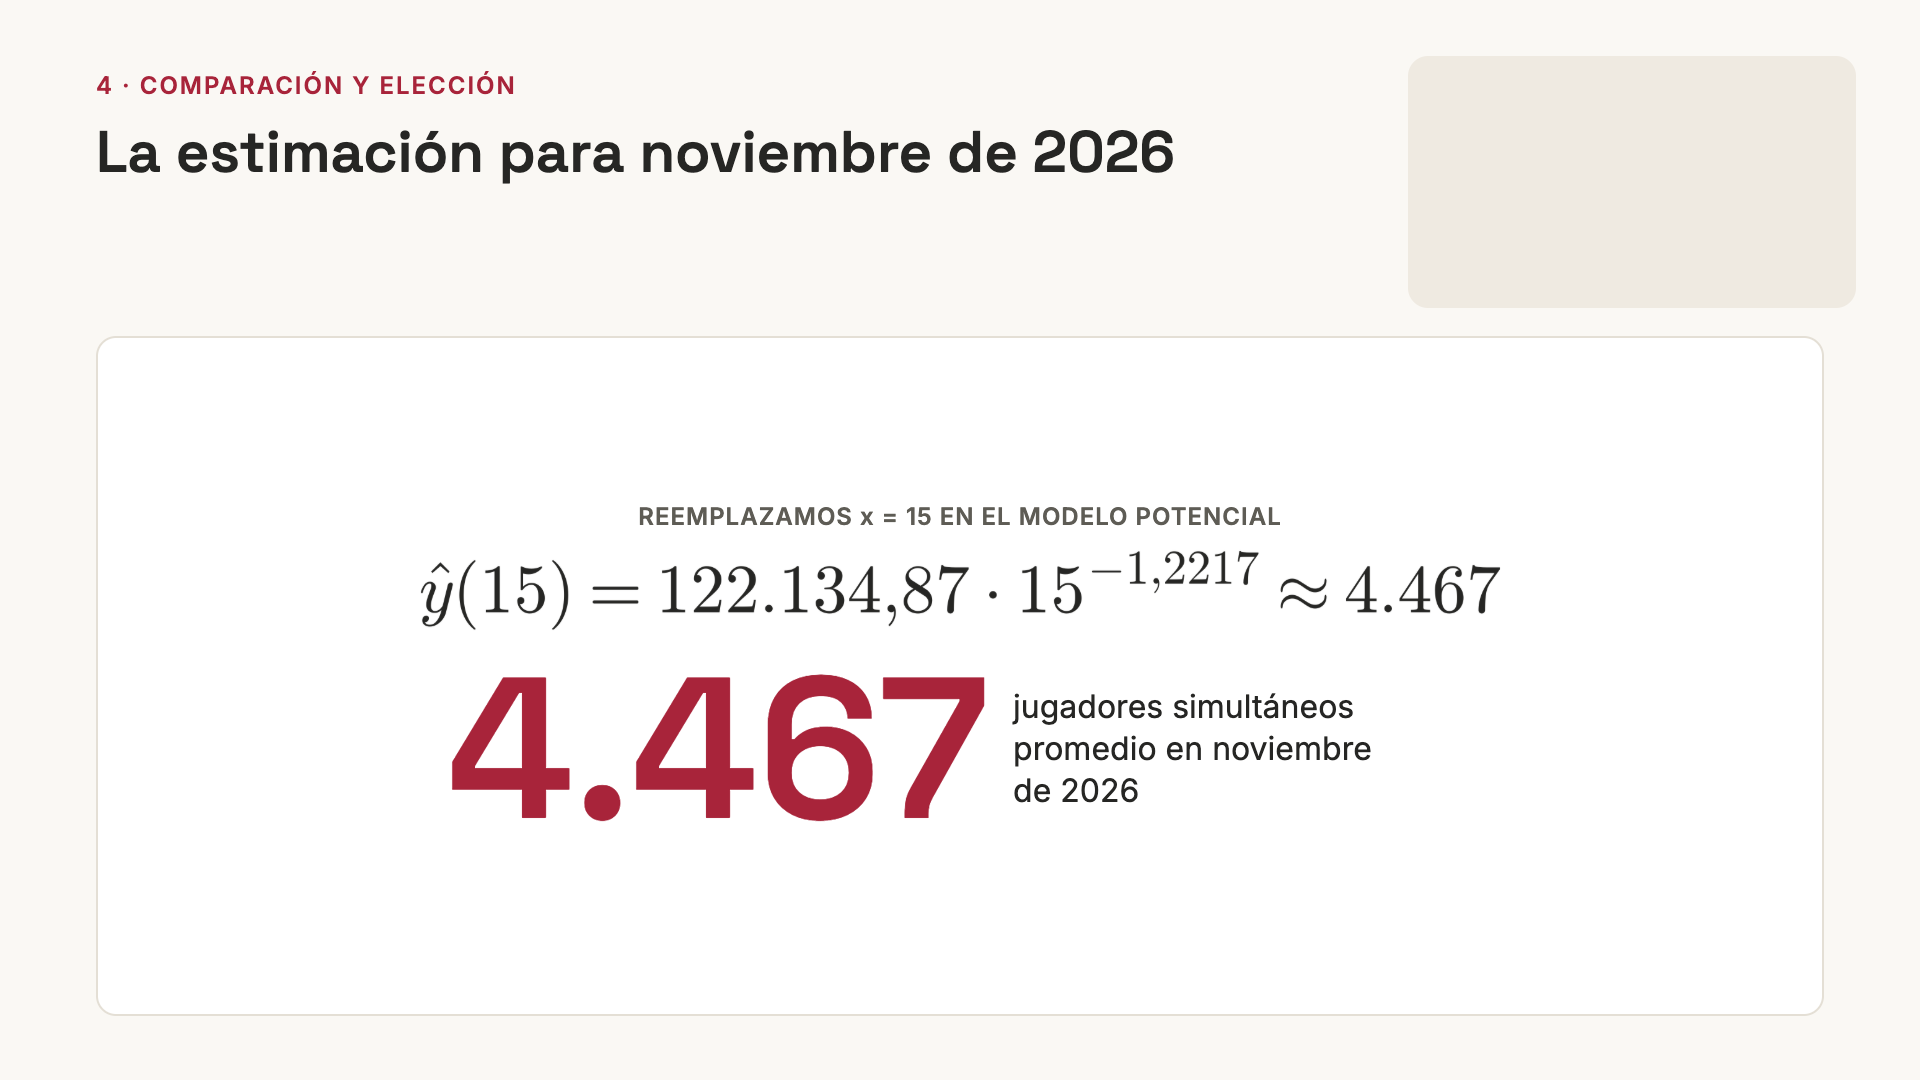 4 · COMPARACIÓN Y ELECCIÓN
La estimación para noviembre de 2026
REEMPLAZAMOS x = 15 EN EL MODELO POTENCIAL
ŷ(15) = 122.134,87 · 15^−1,2217 ≈ 4.467
4.467
jugadores simultáneos
promedio en noviembre
de 2026